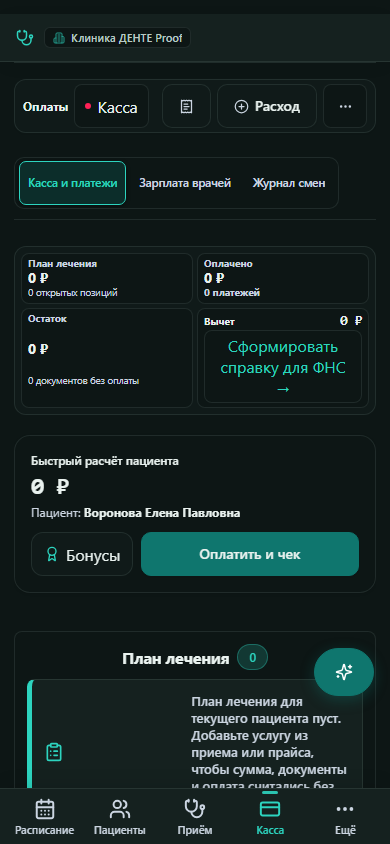 Клиника ДЕНТЕ Proof
Оплаты
Касса
Расход
Касса и платежи
Зарплата врачей
Журнал смен
План лечения
0 ₽
0 открытых позиций
Оплачено
0 ₽
0 платежей
Остаток
0 ₽
0 документов без оплаты
Вычет
0 ₽
Сформировать
справку для ФНС
→
Быстрый расчёт пациента
0 ₽
Пациент: Воронова Елена Павловна
Бонусы
Оплатить и чек
План лечения
0
План лечения для
текущего пациента пуст.
Добавьте услугу из
приема или прайса,
чтобы сумма, документы
и оплата считались без
Расписание
Пациенты
Приём
Касса
Ещё